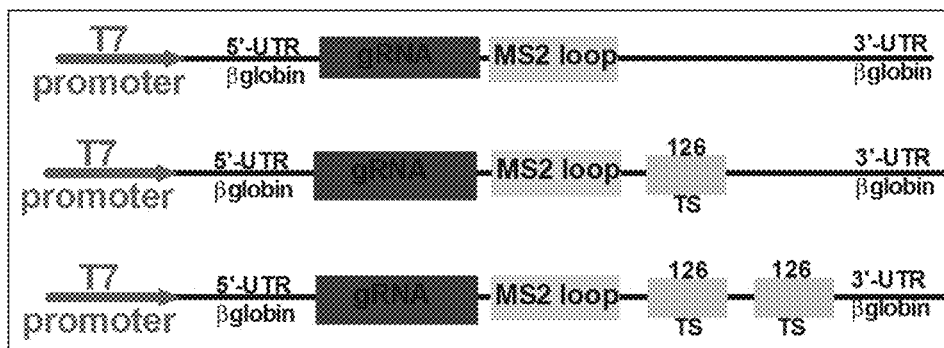 T7
promoter
5'-UTR
βglobin
gRNA
MS2 loop
3'-UTR
βglobin
T7
promoter
5'-UTR
βglobin
gRNA
MS2 loop
126
TS
3'-UTR
βglobin
T7
promoter
5'-UTR
βglobin
gRNA
MS2 loop
126
TS
126
TS
3'-UTR
βglobin